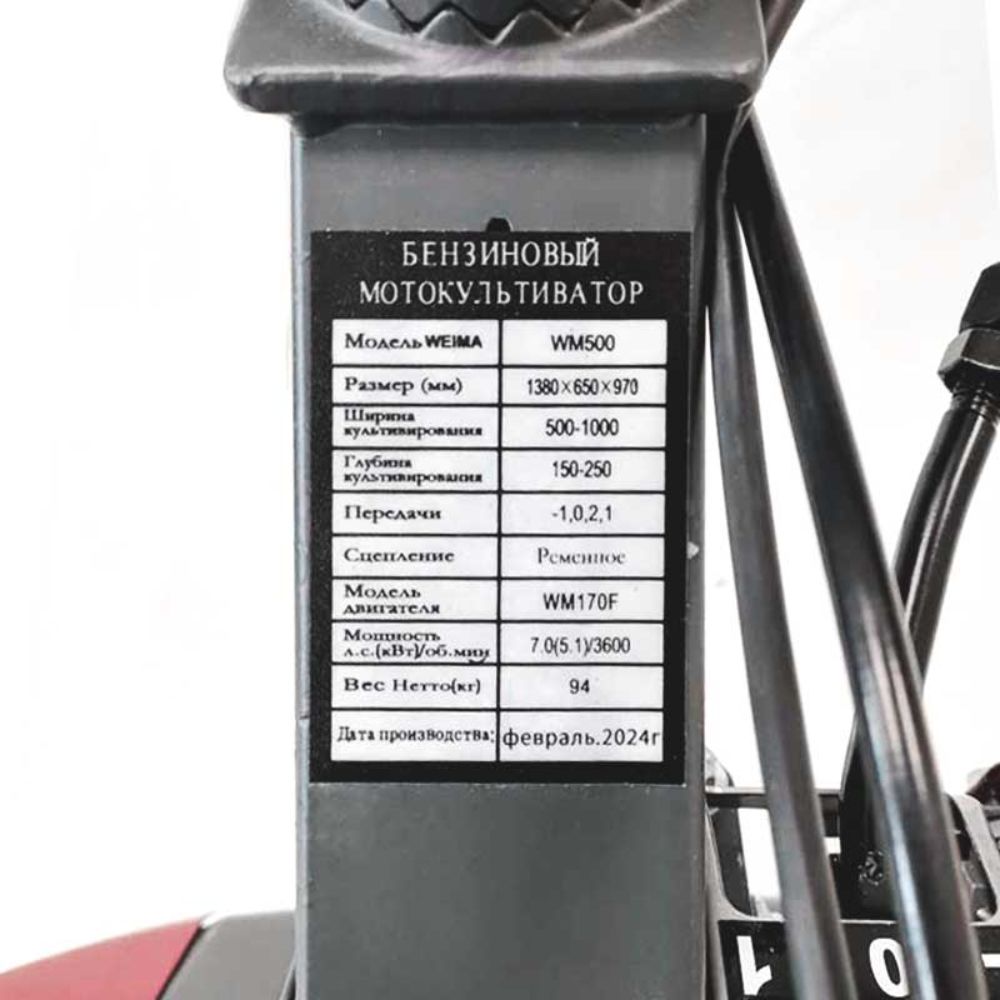 БЕНЗИНОВЫЙ
МОТОКУЛЬТИВАТОР
Модель WEIMA WM500
Размер (мм) 1380×650×970
Ширина
культивирования 500-1000
Глубина
культивирования 150-250
Передачи -1,0,2,1
Сцепление Ременное
Модель
двигателя WM170F
Мощность
л.с.(кВт)/об.мин 7.0(5.1)/3600
Вес Нетто(кг) 94
Дата производства: февраль.2024г
1 0 -